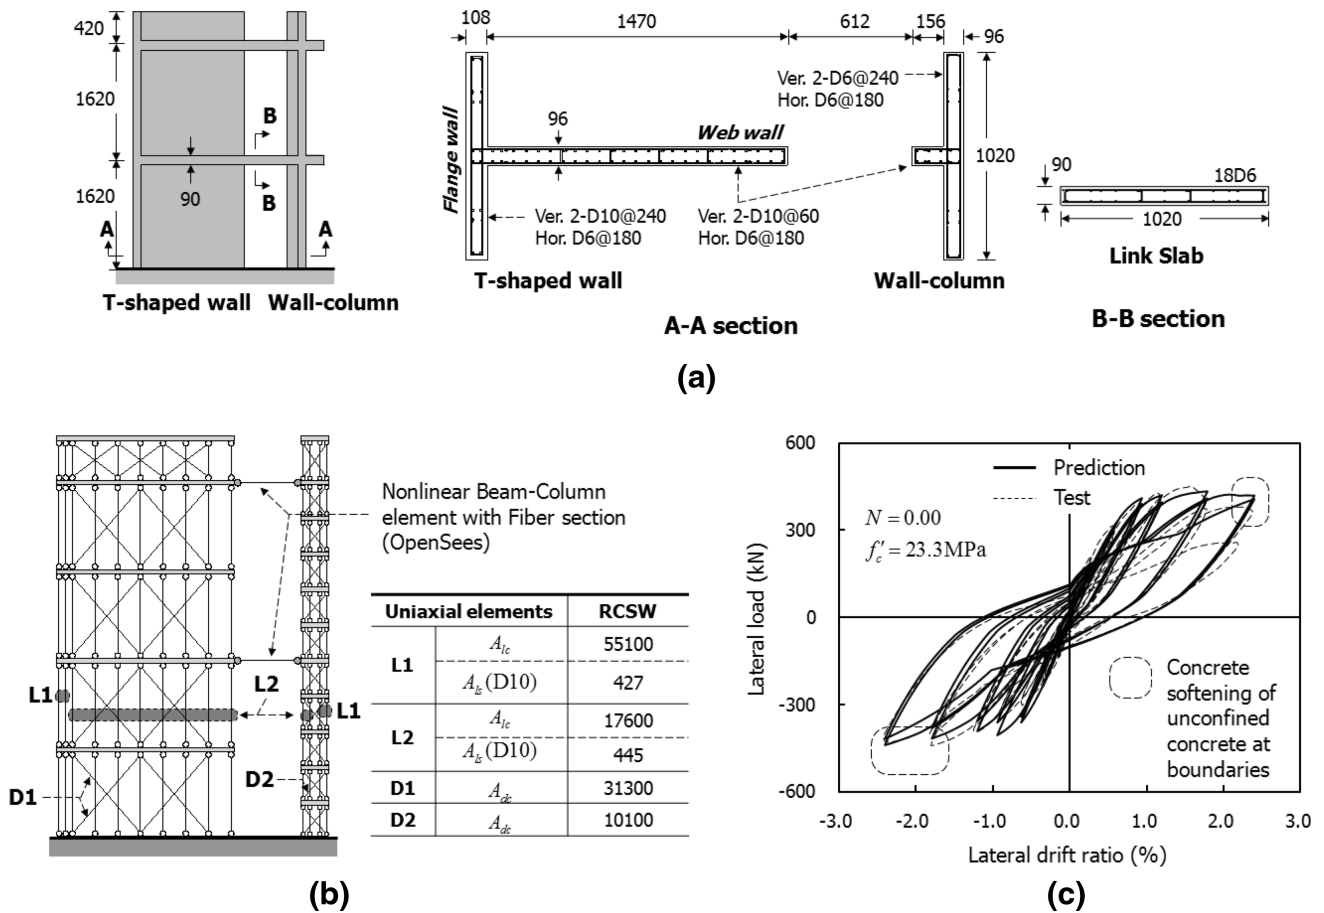 420
1620
1620
90
B
B
A
A
T-shaped wall
Wall-column
108
1470
612
156
96
Ver. 2-D6@240
Hor. D6@180
96
Web wall
Flange wall
1020
Ver. 2-D10@240
Hor. D6@180
Ver. 2-D10@60
Hor. D6@180
T-shaped wall
Wall-column
A-A section
90
18D6
1020
Link Slab
B-B section
(a)
Nonlinear Beam-Column
element with Fiber section
(OpenSees)
L1
L2
L1
D1
D2
Uniaxial elements RCSW
L1 A_lc 55100
A_ls (D10) 427
L2 A_lc 17600
A_ls (D10) 445
D1 A_dc 31300
D2 A_dc 10100
(b)
600
300
0
-300
-600
Lateral load (kN)
Prediction
Test
N = 0.00
f_c′ = 23.3MPa
Concrete
softening of
unconfined
concrete at
boundaries
-3.0 -2.0 -1.0 0.0 1.0 2.0 3.0
Lateral drift ratio (%)
(c)